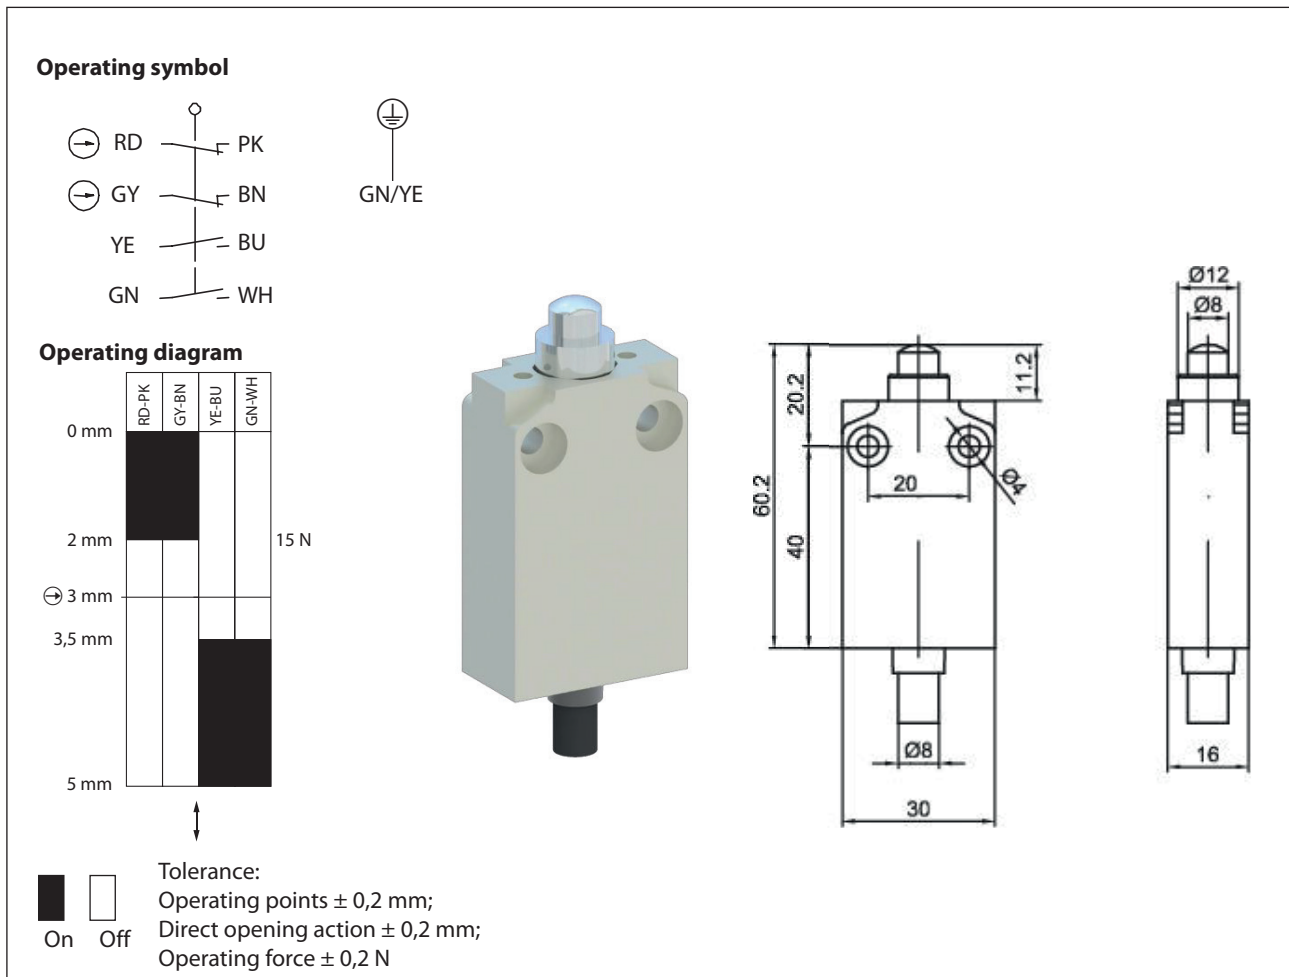 Operating symbol
RD PK
GY BN
GN/YE
YE BU
GN WH
Operating diagram
RD-PK
GY-BN
YE-BU
GN-WH
0 mm
2 mm
15 N
3 mm
3,5 mm
5 mm
On Off
Tolerance:
Operating points ± 0,2 mm;
Direct opening action ± 0,2 mm;
Operating force ± 0,2 N
60.2
20.2
40
11.2
20
Ø4
Ø8
30
Ø12
Ø8
16